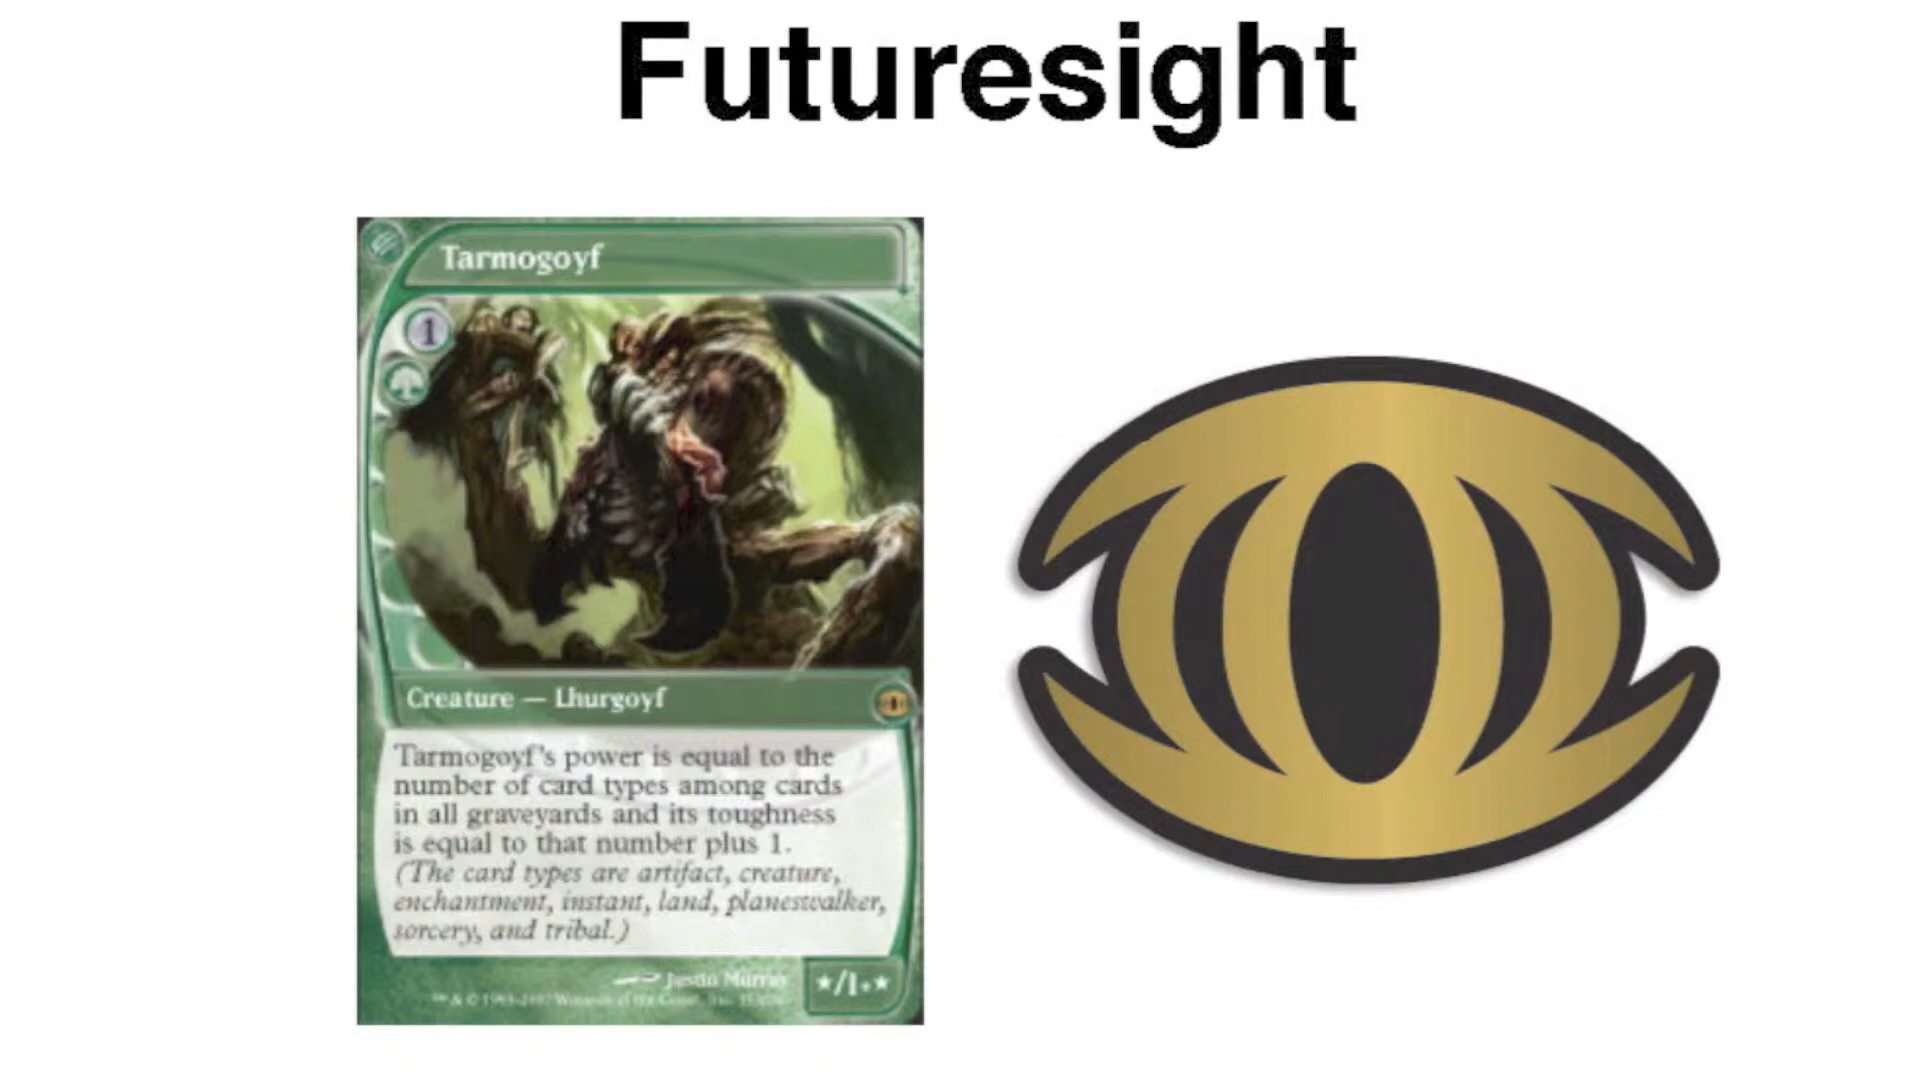 Futuresight
Tarmogoyf
1
Creature — Lhurgoyf
Tarmogoyf's power is equal to the
number of card types among cards
in all graveyards and its toughness
is equal to that number plus 1.
(The card types are artifact, creature,
enchantment, instant, land, planeswalker,
sorcery, and tribal.)
Justin Murray
*/1+*